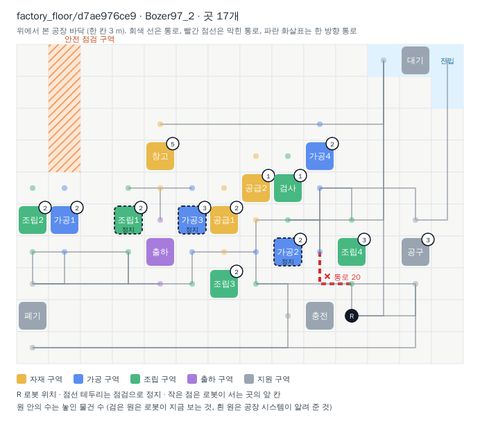 factory_floor/d7ae976ce9 · Bozer97_2 · 곳 17개
위에서 본 공장 바닥 (한 칸 3 m). 회색 선은 통로, 빨간 점선은 막힌 통로, 파란 화살표는 한 방향 통로
안전 점검 구역
대기
전립
5
창고
2
가공4
1
공급2
1
검사
2
조립2
2
가공1
2
조립1
정지
3
가공3
정지
2
공급1
출하
가공2
정지
3
조립4
3
공구
2
조립3
통로 20
폐기
충전
R
자재 구역
가공 구역
조립 구역
출하 구역
지원 구역
R 로봇 위치 · 점선 테두리는 점검으로 정지 · 작은 점은 로봇이 서는 곳의 앞 칸
원 안의 수는 놓인 물건 수 (검은 원은 로봇이 지금 보는 것, 흰 원은 공장 시스템이 알려 준 것)